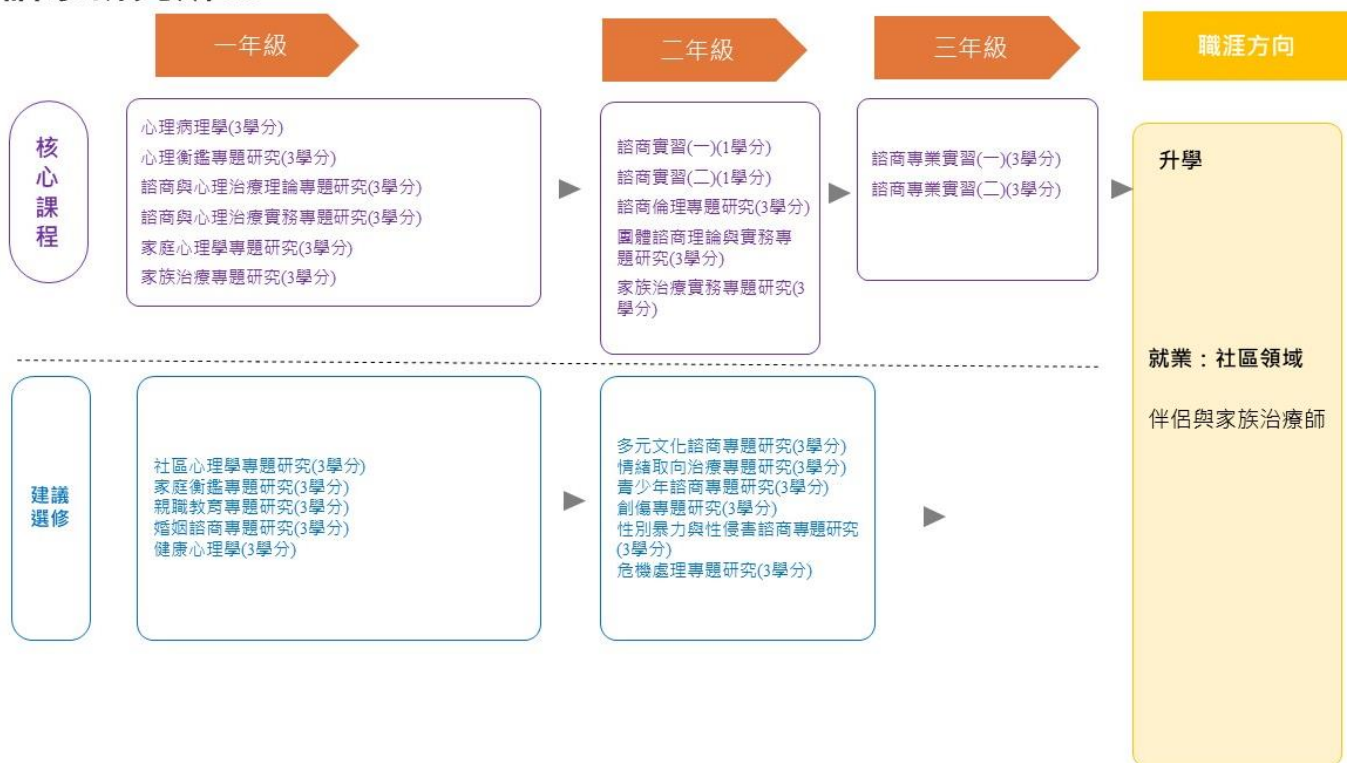 一年級
二年級
三年級
職涯方向
核
心
課
程
心理病理學(3學分)
心理衡鑑專題研究(3學分)
諮商與心理治療理論專題研究(3學分)
諮商與心理治療實務專題研究(3學分)
家庭心理學專題研究(3學分)
家族治療專題研究(3學分)
諮商實習(一)(1學分)
諮商實習(二)(1學分)
諮商倫理專題研究(3學分)
團體諮商理論與實務專
題研究(3學分)
家族治療實務專題研究(3
學分)
諮商專業實習(一)(3學分)
諮商專業實習(二)(3學分)
升學
就業：社區領域
伴侶與家族治療師
建議
選修
社區心理學專題研究(3學分)
家庭衡鑑專題研究(3學分)
親職教育專題研究(3學分)
婚姻諮商專題研究(3學分)
健康心理學(3學分)
多元文化諮商專題研究(3學分)
情緒取向治療專題研究(3學分)
青少年諮商專題研究(3學分)
創傷專題研究(3學分)
性別暴力與性侵害諮商專題研究
(3學分)
危機處理專題研究(3學分)